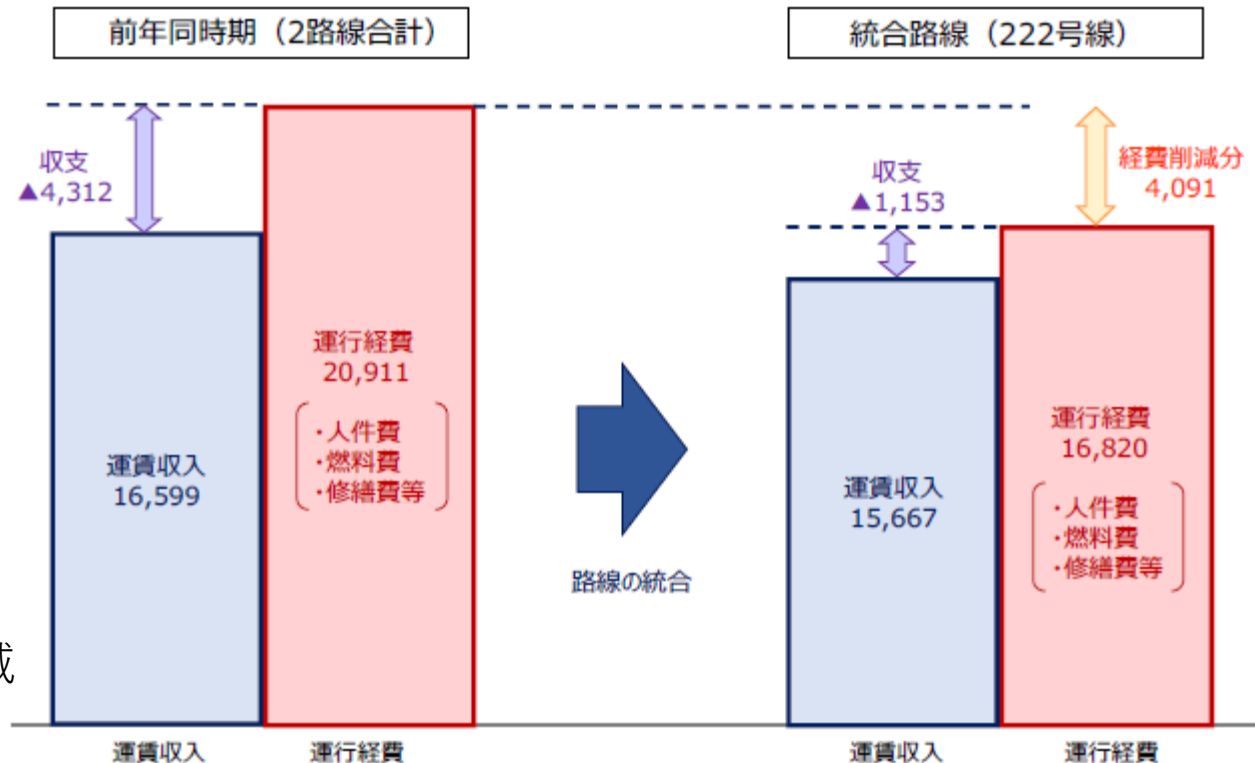 前年同時期（2路線合計）
収支
▲4,312
運賃収入
16,599
運行経費
20,911
・人件費
・燃料費
・修繕費等
路線の統合
統合路線（222号線）
収支
▲1,153
経費削減分
4,091
運賃収入
15,667
運行経費
16,820
・人件費
・燃料費
・修繕費等
運賃収入
運行経費
運賃収入
運行経費